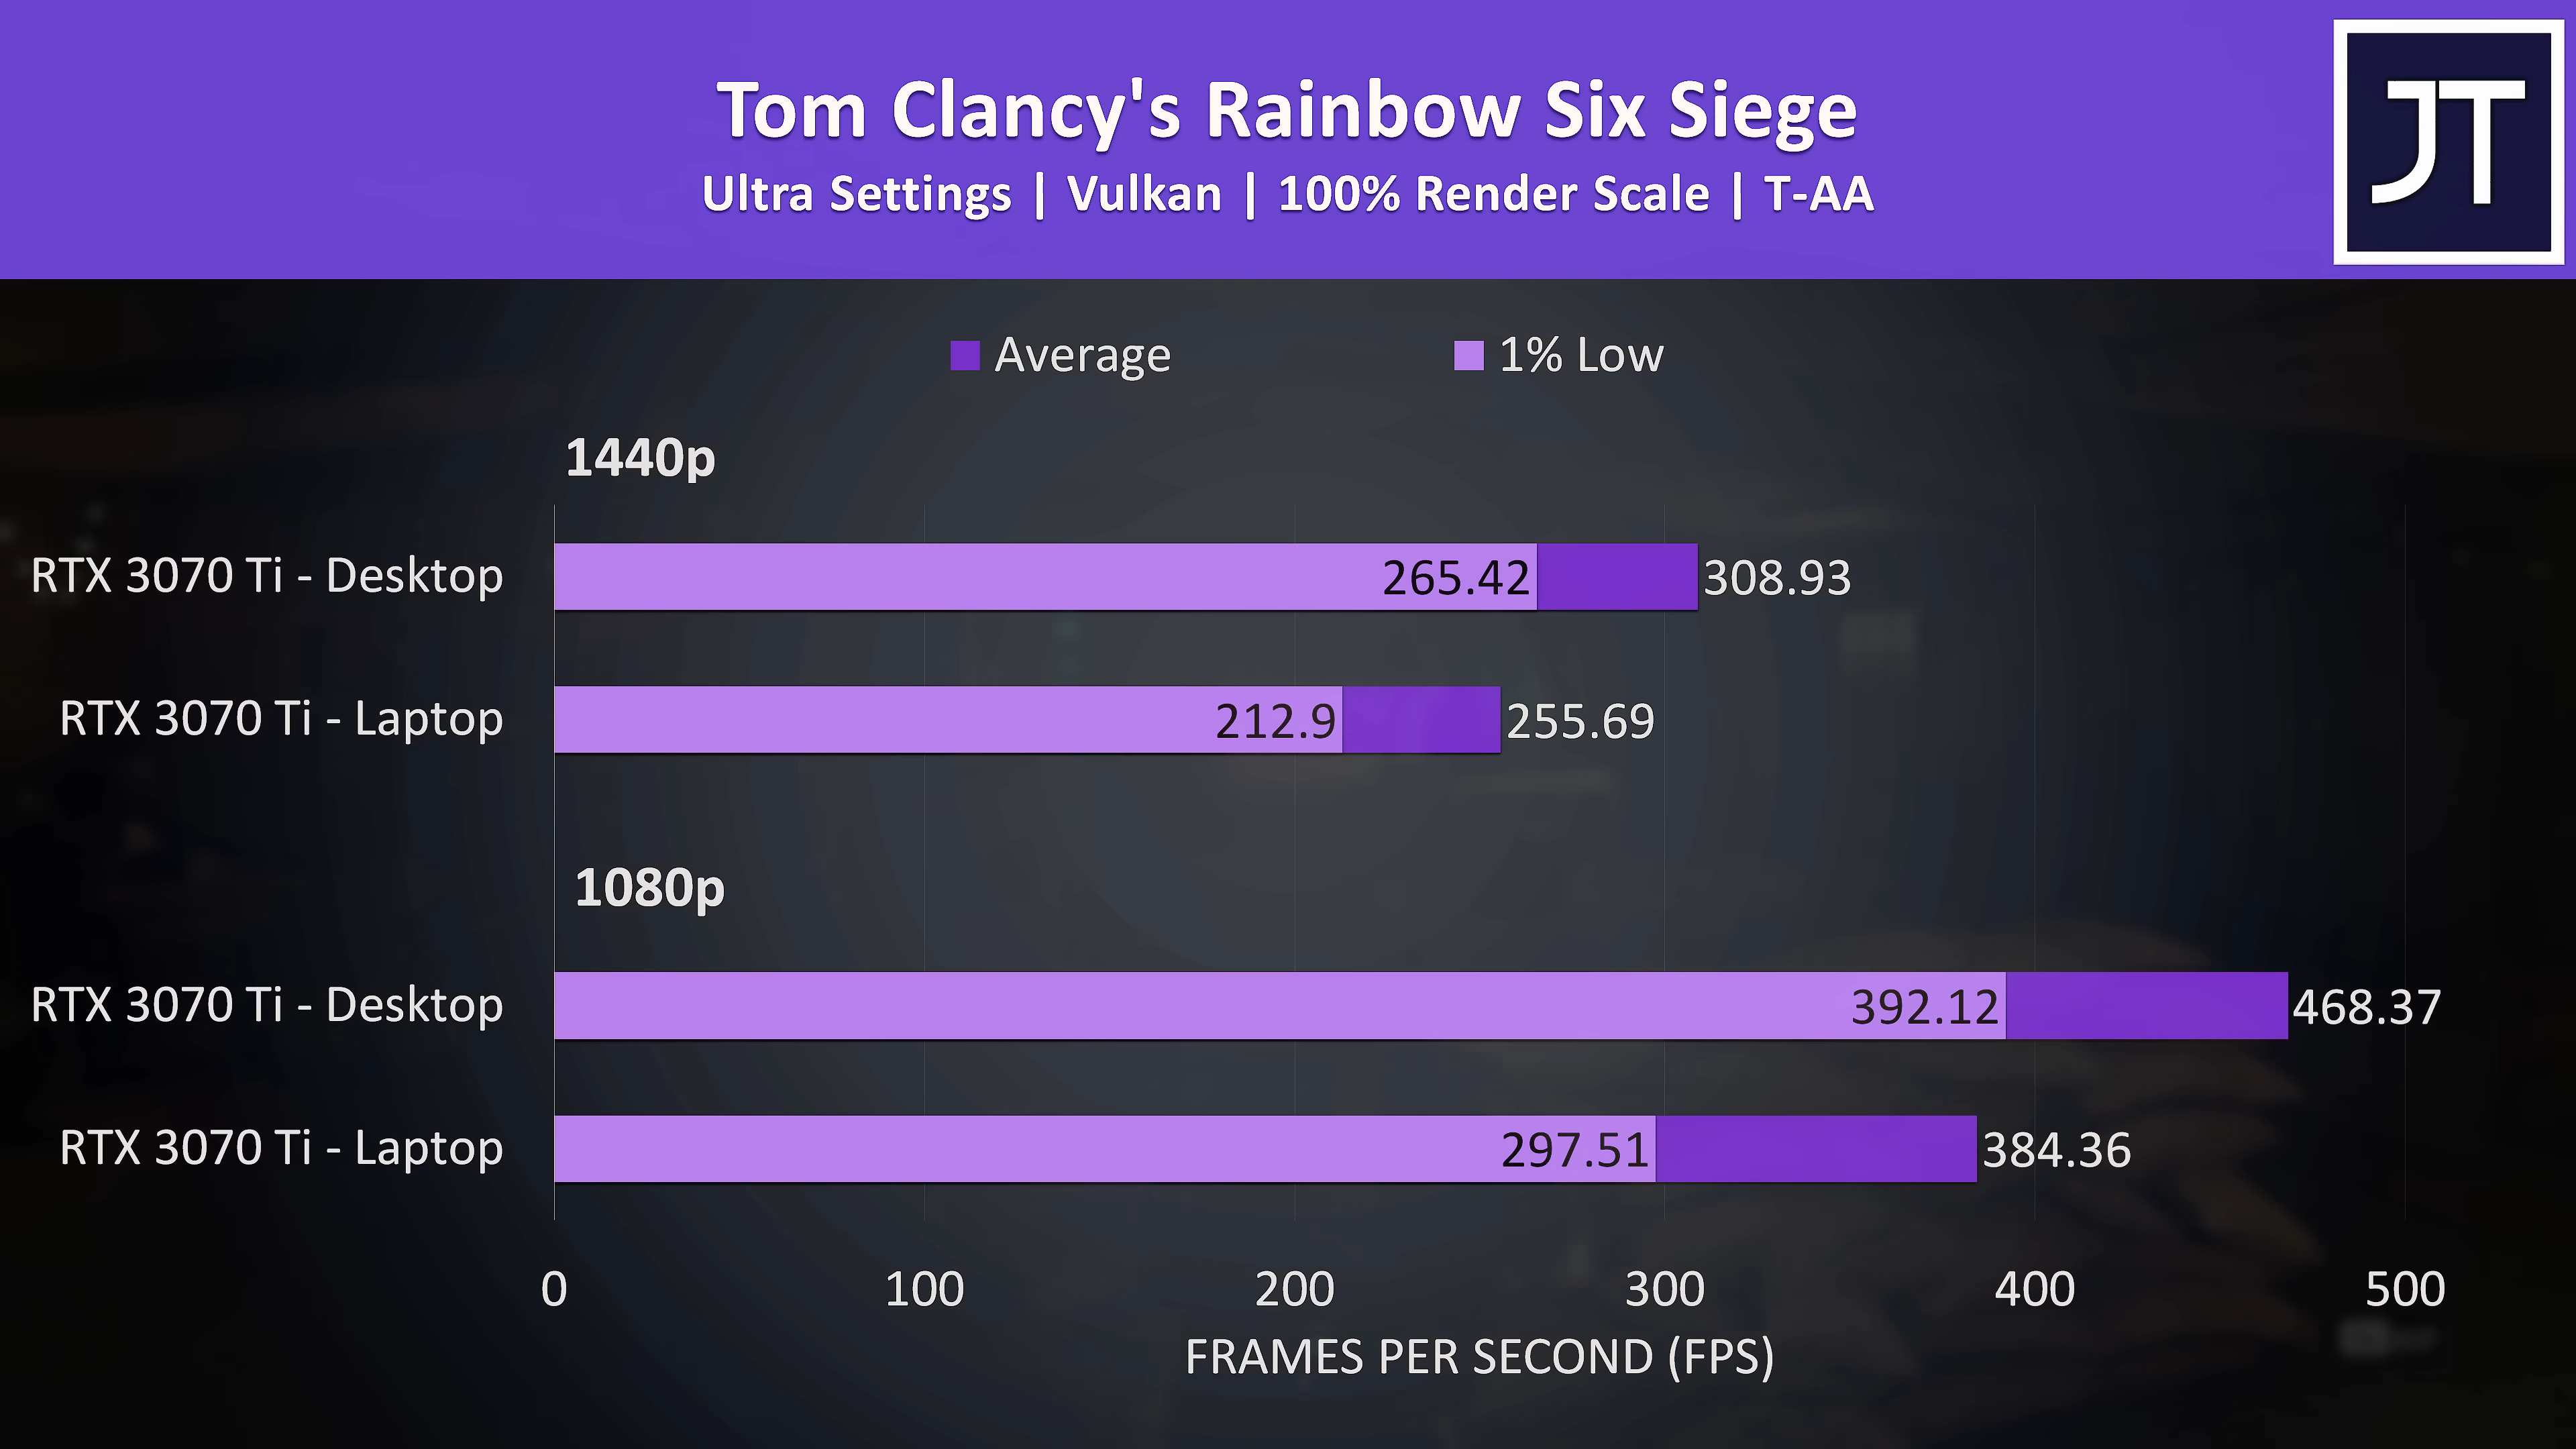 Tom Clancy's Rainbow Six Siege
JT
Ultra Settings | Vulkan | 100% Render Scale | T-AA
Average
1% Low
1440p
RTX 3070 Ti - Desktop
265.42
308.93
RTX 3070 Ti - Laptop
212.9
255.69
1080p
RTX 3070 Ti - Desktop
392.12
468.37
RTX 3070 Ti - Laptop
297.51
384.36
0 100 200 300 400 500
FRAMES PER SECOND (FPS)